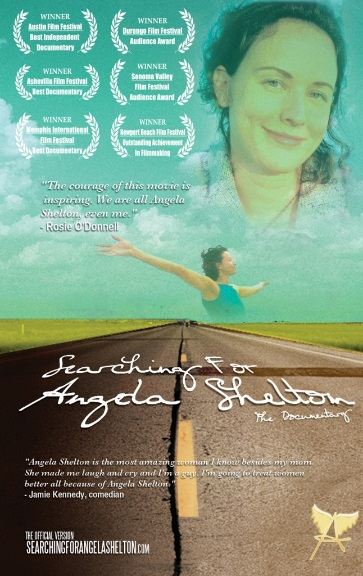 WINNER
Austin Film Festival
Best Independent
Documentary
WINNER
Durango Film Festival
Audience Award
WINNER
Asheville Film Festival
Best Documentary
WINNER
Sonoma Valley
Film Festival
Audience Award
WINNER
Memphis International
Film Festival
Best Documentary
WINNER
Newport Beach Film Festival
Outstanding Achievement
in Filmmaking
"The courage of this movie is
inspiring. We are all Angela
Shelton, even me."
- Rosie O'Donnell
Searching For
Angela Shelton
The Documentary
"Angela Shelton is the most amazing woman I know besides my mom.
She made me laugh and cry and I'm a guy. I'm going to treat women
better all because of Angela Shelton."
- Jamie Kennedy, comedian
THE OFFICIAL VERSION
SEARCHINGFORANGELASHELTON.COM